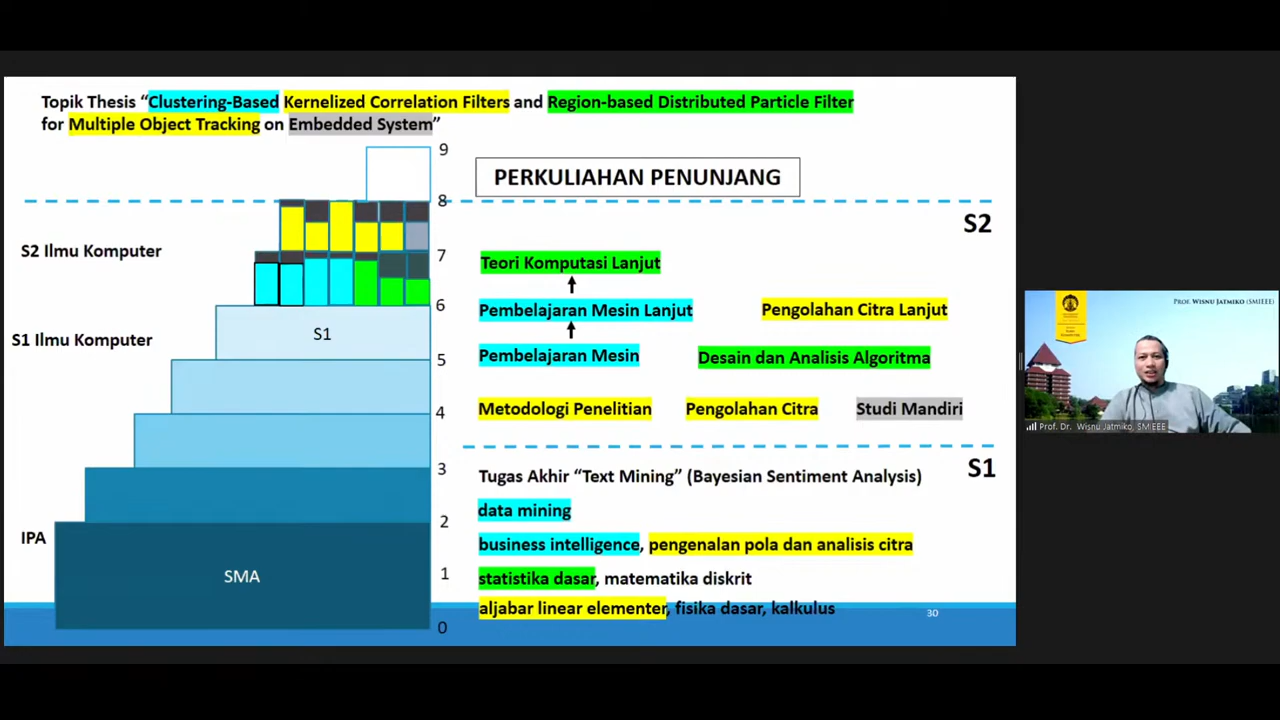 Topik Thesis “Clustering-Based Kernelized Correlation Filters and Region-based Distributed Particle Filter
for Multiple Object Tracking on Embedded System”
9
PERKULIAHAN PENUNJANG
8
S2
S2 Ilmu Komputer
7
Teori Komputasi Lanjut
6
Pembelajaran Mesin Lanjut
Pengolahan Citra Lanjut
S1 Ilmu Komputer
S1
5
Pembelajaran Mesin
Desain dan Analisis Algoritma
4
Metodologi Penelitian
Pengolahan Citra
Studi Mandiri
3
S1
Tugas Akhir “Text Mining” (Bayesian Sentiment Analysis)
2
data mining
IPA
business intelligence, pengenalan pola dan analisis citra
SMA
1
statistika dasar, matematika diskrit
aljabar linear elementer, fisika dasar, kalkulus
30
0
PROF. WISNU JATMIKO (SMIEEE)
Prof. Dr. Wisnu Jatmiko, SMIEEE